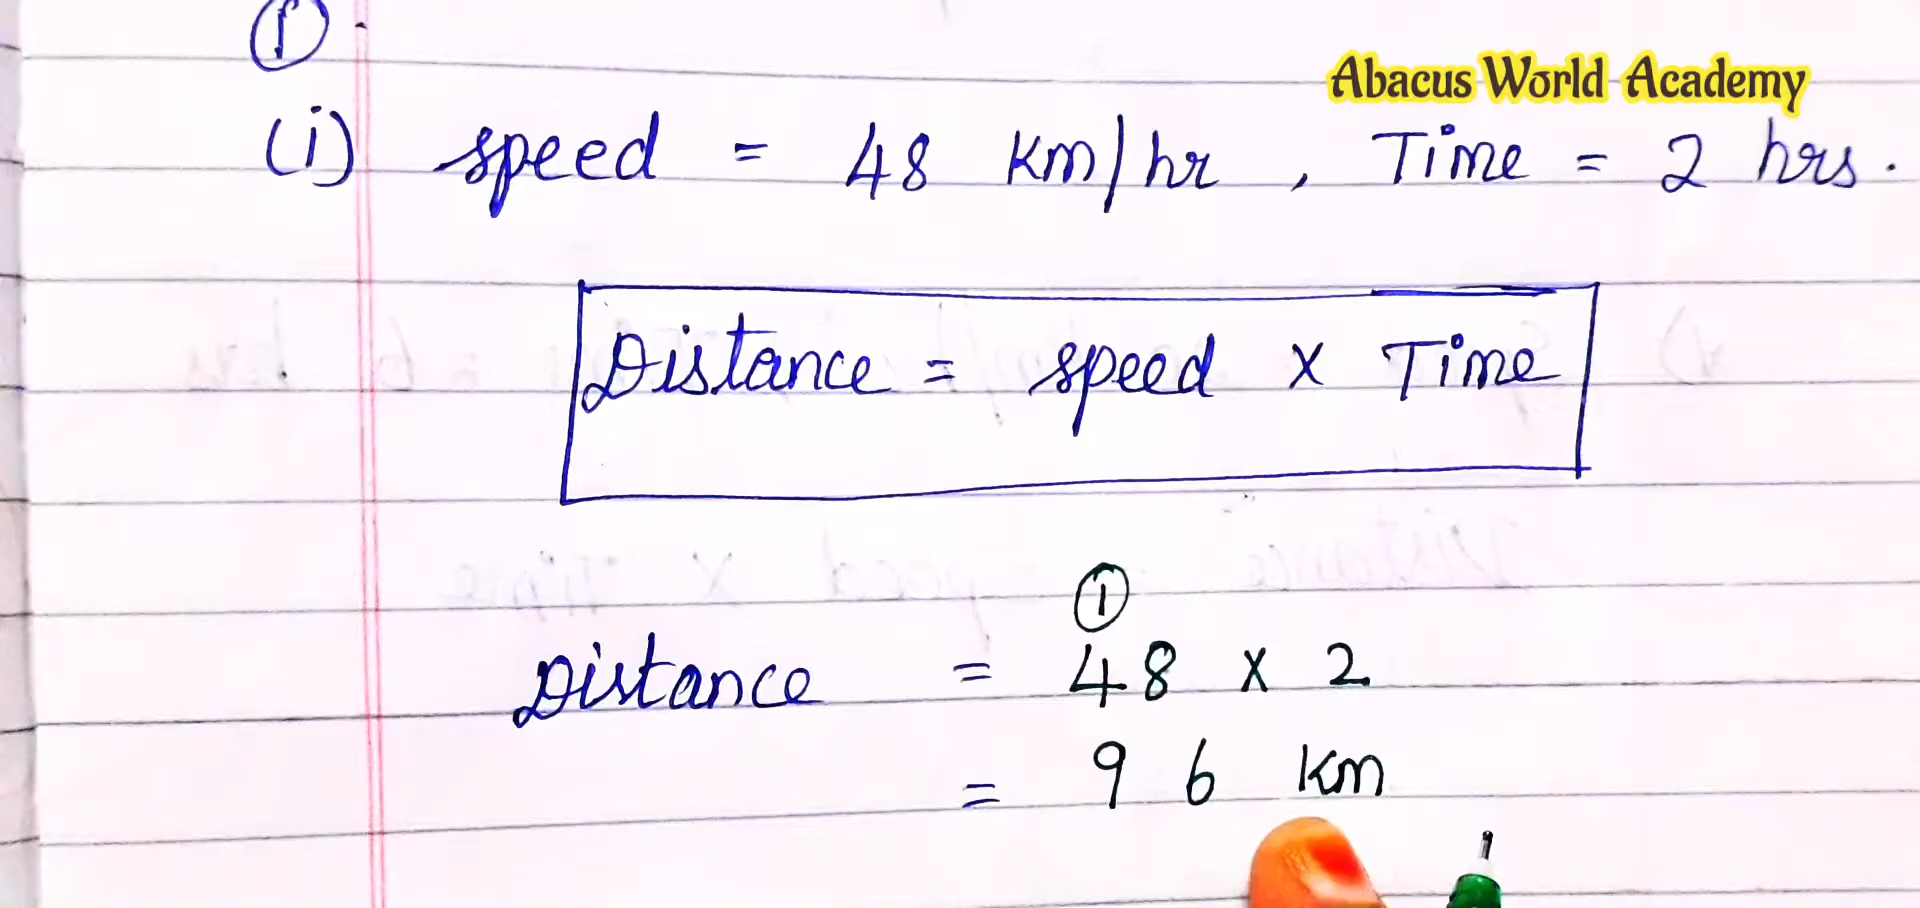 ①.
Abacus World Academy
(i) speed = 48 km/hr, Time = 2 hrs.
Distance = speed x Time
①
Distance = 48 x 2
= 96 km